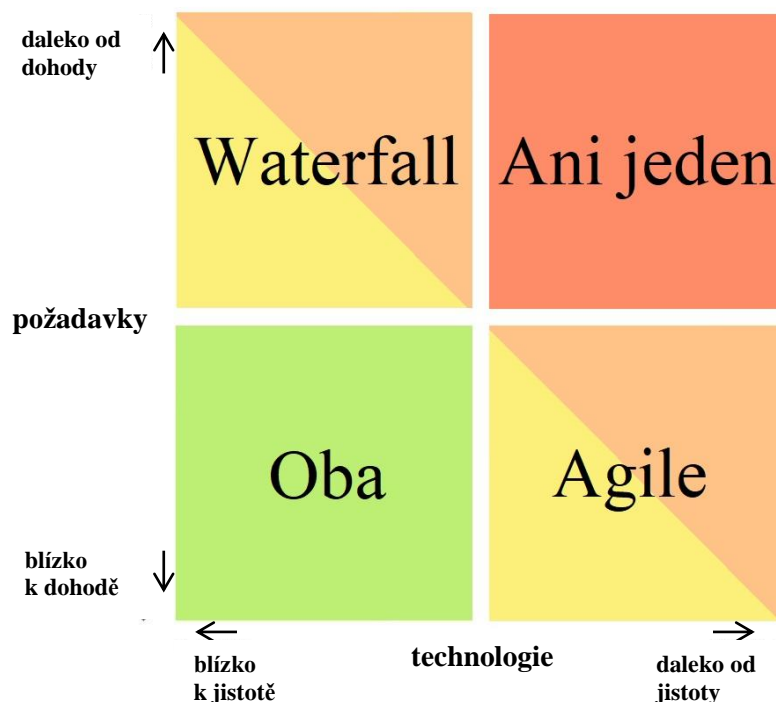 daleko od
dohody
Waterfall
Ani jeden
požadavky
Oba
Agile
blízko
k dohodě
technologie
blízko
k jistotě
daleko od
jistoty